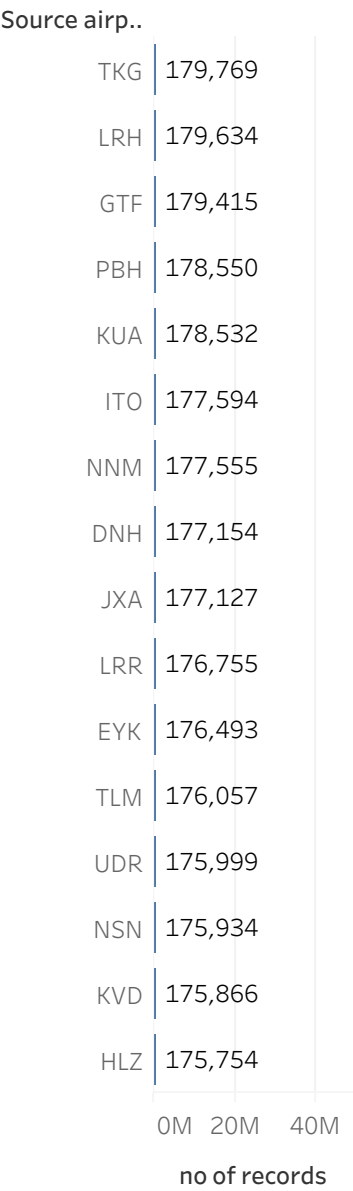 Source airp..
TKG 179,769
LRH 179,634
GTF 179,415
PBH 178,550
KUA 178,532
ITO 177,594
NNM 177,555
DNH 177,154
JXA 177,127
LRR 176,755
EYK 176,493
TLM 176,057
UDR 175,999
NSN 175,934
KVD 175,866
HLZ 175,754
0M 20M 40M
no of records